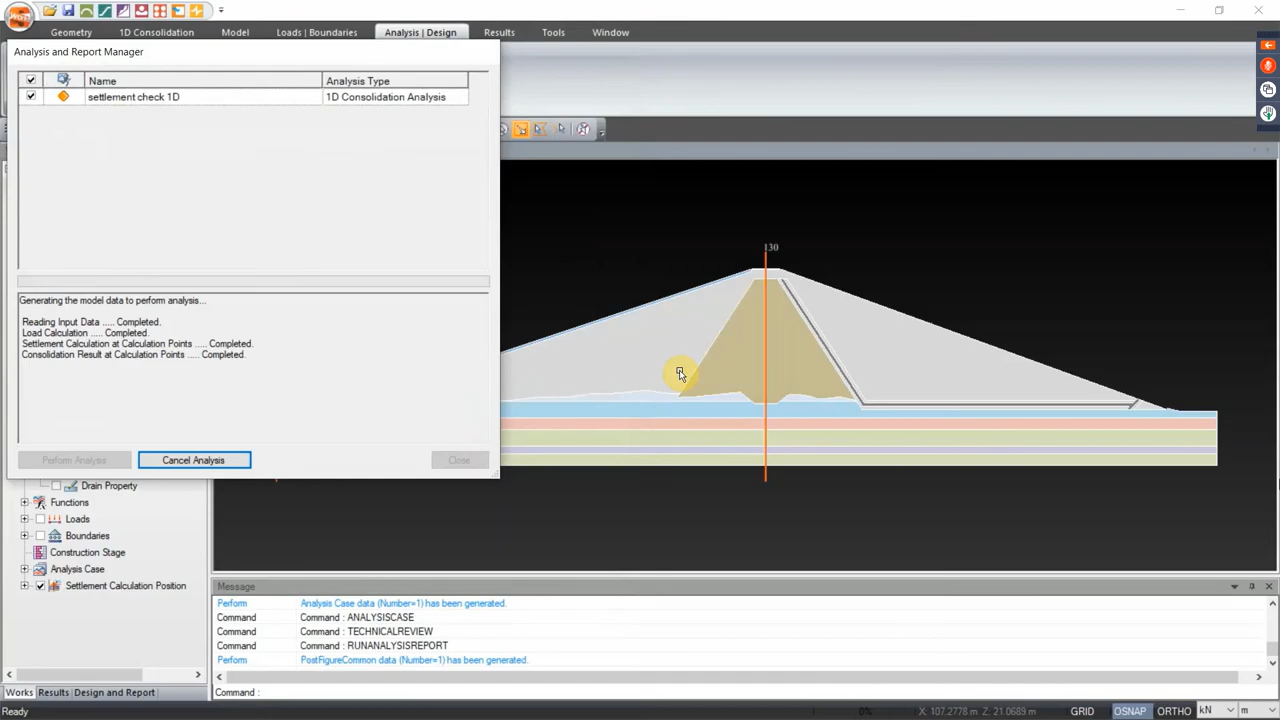 Geometry 1D Consolidation Model Loads | Boundaries Analysis | Design Results Tools Window
Analysis and Report Manager
Name Analysis Type
settlement check 1D 1D Consolidation Analysis
130
Generating the model data to perform analysis...
Reading Input Data ..... Completed.
Load Calculation ..... Completed.
Settlement Calculation at Calculation Points ..... Completed.
Consolidation Result at Calculation Points ..... Completed.
Perform Analysis Cancel Analysis Close
Drain Property
Functions
Loads
Boundaries
Construction Stage
Analysis Case
Settlement Calculation Position
Message
Perform Analysis Case data (Number=1) has been generated.
Command Command : ANALYSISCASE
Command Command : TECHNICALREVIEW
Command Command : RUNANALYSISREPORT
Perform PostFigureCommon data (Number=1) has been generated.
Works Results Design and Report
Command :
Ready 0% X: 107.2778 m Z: 21.0689 m GRID OSNAP ORTHO kN m